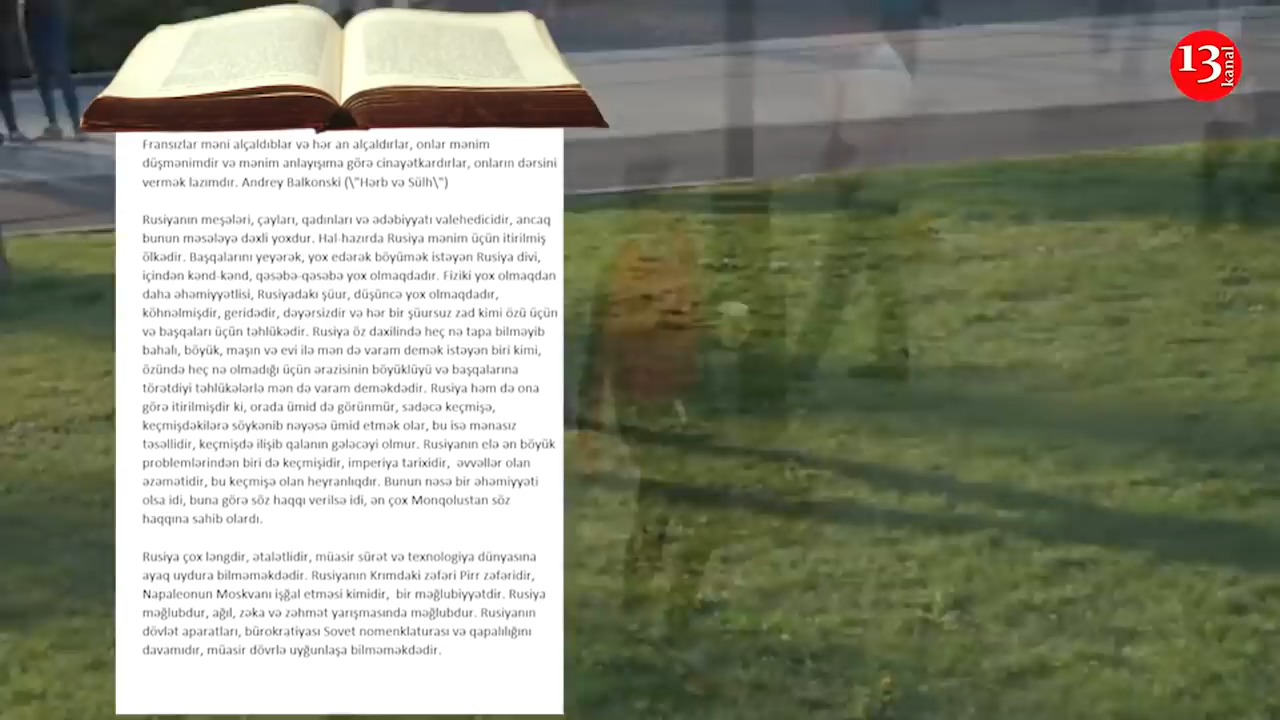 13
kanal
Fransızlar məni alçaldıblar və hər an alçaldırlar, onlar mənim
düşmənimdir və mənim anlayışıma görə cinayətkardırlar, onların dərsini
vermək lazımdır. Andrey Balkonski (\"Hərb və Sülh\")
Rusiyanın meşələri, çayları, qadınları və ədəbiyyatı valehedicidir, ancaq
bunun məsələyə dəxli yoxdur. Hal-hazırda Rusiya mənim üçün itirilmiş
ölkədir. Başqalarını yeyərək, yox edərək böyümək istəyən Rusiya divi,
içindən kənd-kənd, qəsəbə-qəsəbə yox olmaqdadır. Fiziki yox olmaqdan
daha əhəmiyyətlisi, Rusiyadakı şüur, düşüncə yox olmaqdadır,
köhnəlmişdir, geridədir, dəyərsizdir və hər bir şüursuz zad kimi özü üçün
və başqaları üçün təhlükədir. Rusiya öz daxilində heç nə tapa bilməyib
bahalı, böyük, maşın və evi ilə mən də varam demək istəyən biri kimi,
özündə heç nə olmadığı üçün ərazisinin böyüklüyü və başqalarına
törətdiyi təhlükələrlə mən də varam deməkdədir. Rusiya həm də ona
görə itirilmişdir ki, orada ümid də görünmür, sadəcə keçmişə,
keçmişdəkilərə söykənib nəyəsə ümid etmək olar, bu isə mənasız
təsəllidir, keçmişdə ilişib qalanın gələcəyi olmur. Rusiyanın elə ən böyük
problemlərindən biri də keçmişidir, imperiya tarixidir,  əvvəllər olan
əzəmətidir, bu keçmişə olan heyranlıqdır. Bunun nəsə bir əhəmiyyəti
olsa idi, buna görə söz haqqı verilsə idi, ən çox Monqolustan söz
haqqına sahib olardı.
Rusiya çox ləngdir, ətalətlidir, müasir sürət və texnologiya dünyasına
ayaq uydura bilməməkdədir. Rusiyanın Krımdaki zəfəri Pirr zəfəridir,
Napaleonun Moskvanı işğal etməsi kimidir,  bir məğlubiyyətdir. Rusiya
məğlubdur, ağıl, zəka və zəhmət yarışmasında məğlubdur. Rusiyanın
dövlət aparatları, bürokratiyası Sovet nomenklaturası və qapalılığını
davamıdır, müasir dövrlə uyğunlaşa bilməməkdədir.